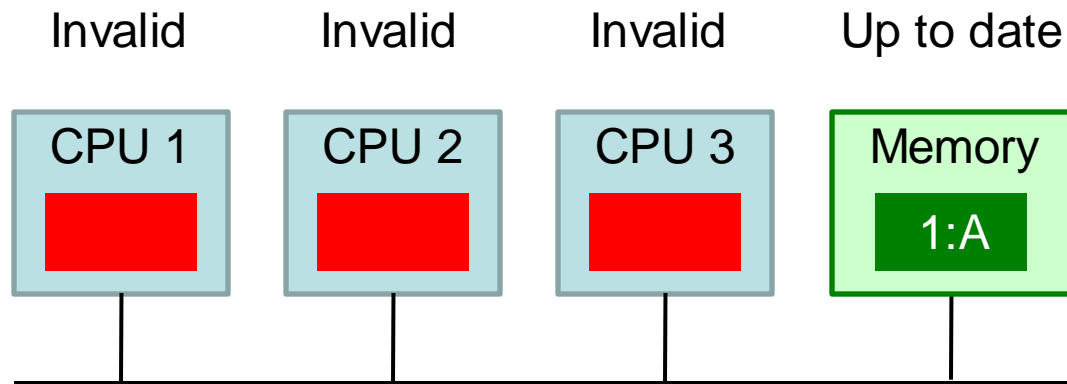 Invalid Invalid Invalid Up to date
CPU 1 CPU 2 CPU 3 Memory
1:A